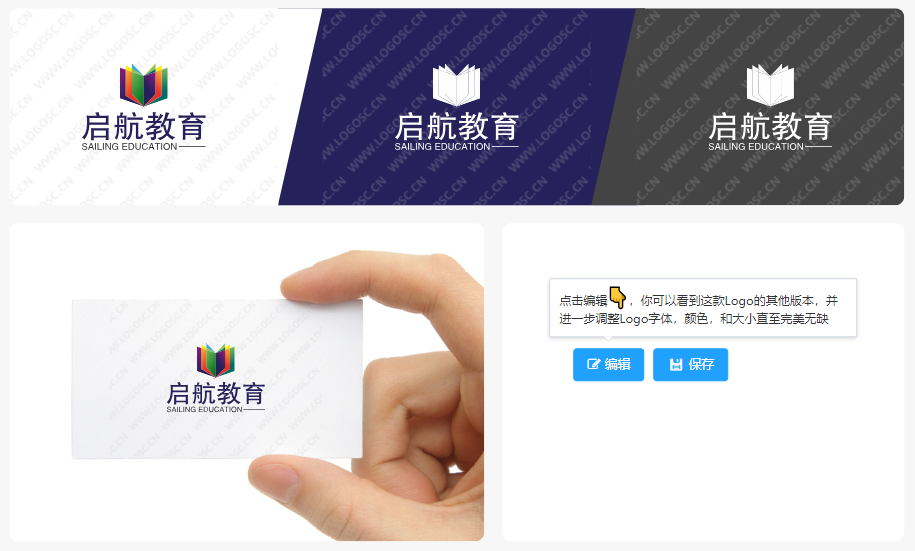 启航教育
SAILING EDUCATION
启航教育
SAILING EDUCATION
启航教育
SAILING EDUCATION
WWW.LOGOSC.CN
启航教育
SAILING EDUCATION
点击编辑👇，你可以看到这款Logo的其他版本，并
进一步调整Logo字体，颜色，和大小直至完美无缺
编辑
保存